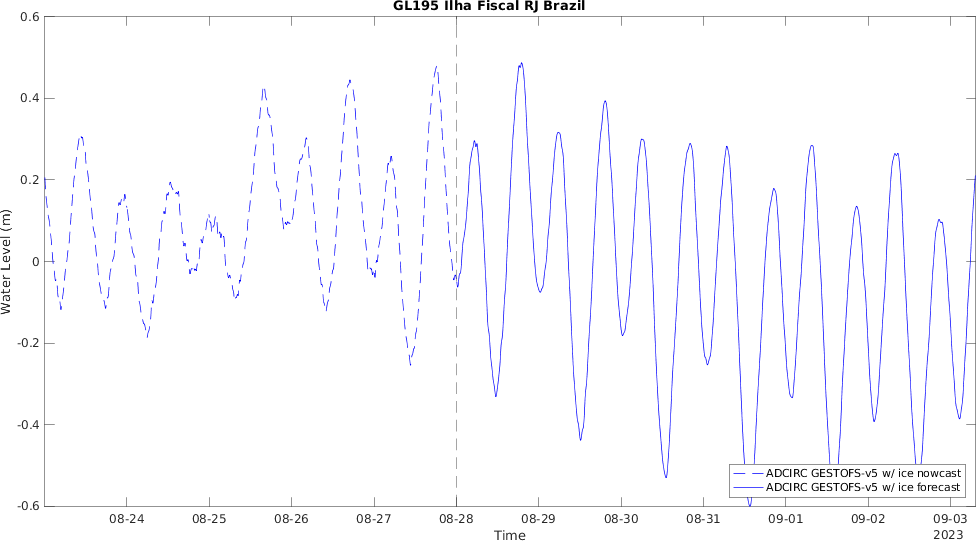 GL195 Ilha Fiscal RJ Brazil
0.6
0.4
0.2
0
-0.2
-0.4
-0.6
Water Level (m)
ADCIRC GESTOFS-v5 w/ ice nowcast
ADCIRC GESTOFS-v5 w/ ice forecast
08-24 08-25 08-26 08-27 08-28 08-29 08-30 08-31 09-01 09-02 09-03
Time
2023